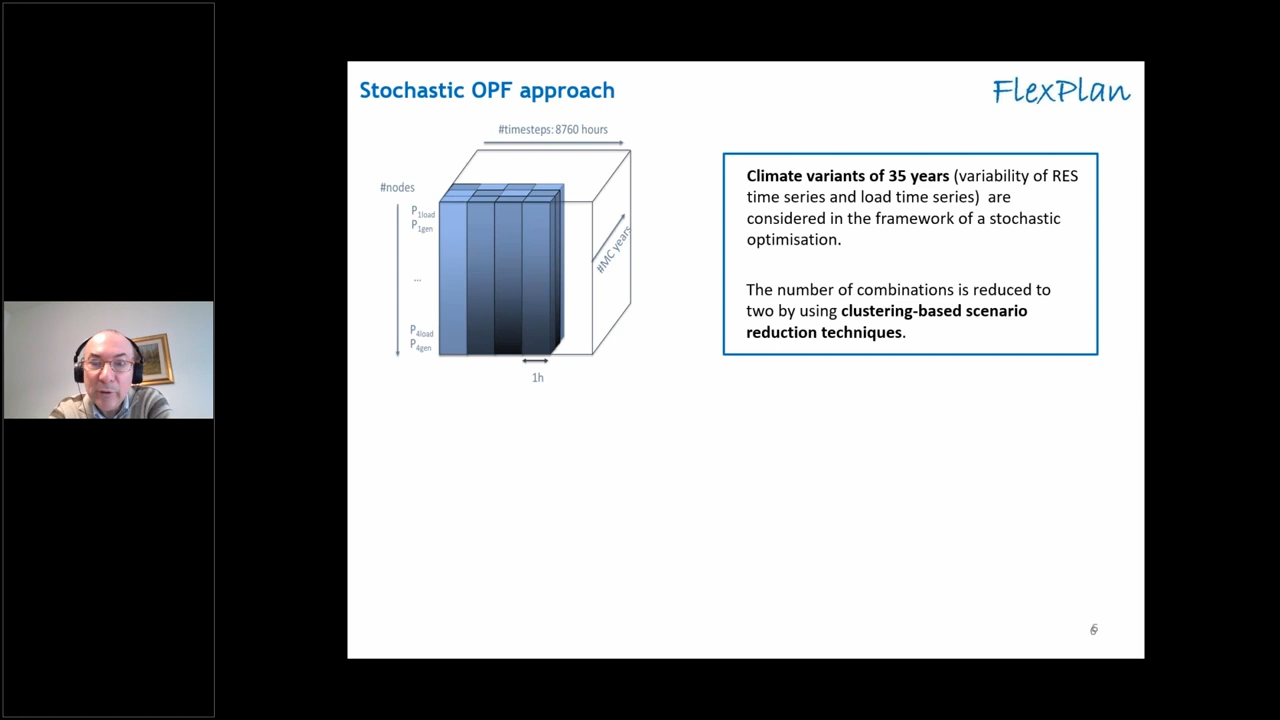 Stochastic OPF approach
FlexPlan
#timesteps: 8760 hours
#nodes
P1load
P1gen
...
P4load
P4gen
#MC years
1h
Climate variants of 35 years (variability of RES
time series and load time series) are
considered in the framework of a stochastic
optimisation.
The number of combinations is reduced to
two by using clustering-based scenario
reduction techniques.